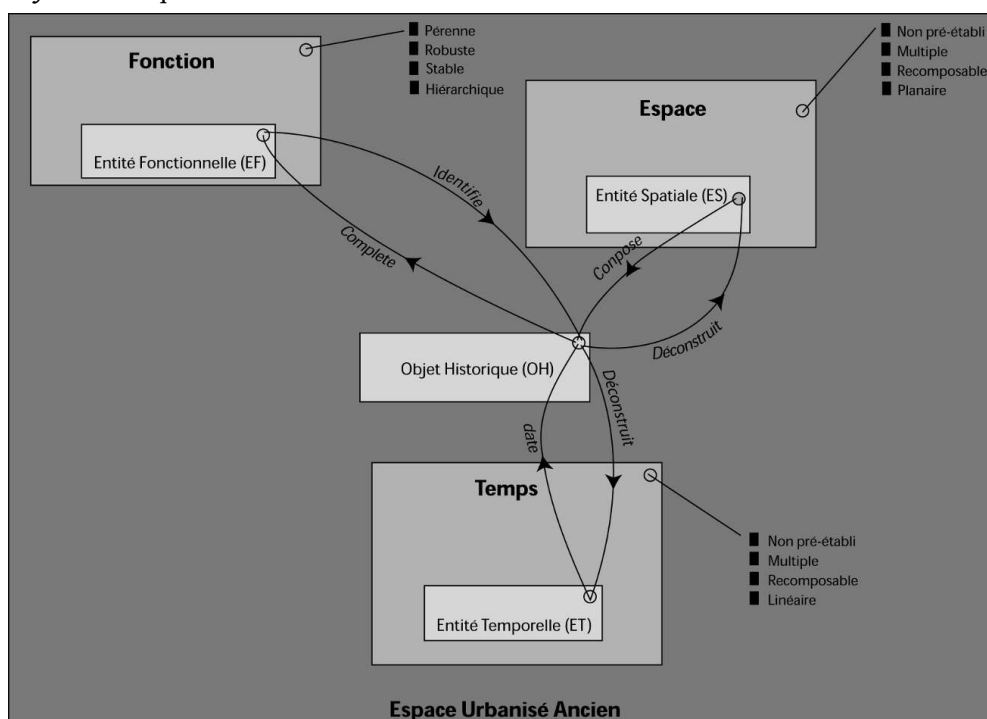 Fonction
Entité Fonctionnelle (EF)
Pérenne
Robuste
Stable
Hiérarchique
Espace
Entité Spatiale (ES)
Non pré-établi
Multiple
Recomposable
Planaire
Identifie
Complete
Conpose
Déconstruit
Objet Historique (OH)
Déconstruit
date
Temps
Entité Temporelle (ET)
Non pré-établi
Multiple
Recomposable
Linéaire
Espace Urbanisé Ancien